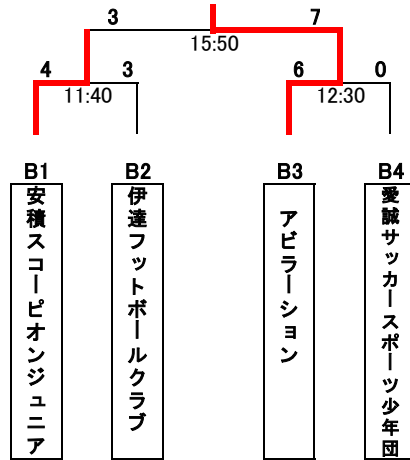 3 7
15:50
4 3 6 0
11:40 12:30
B1 B2 B3 B4
安積スコーピオンジュニア
伊達フットボールクラブ
アビラーション
愛誠サッカースポーツ少年団